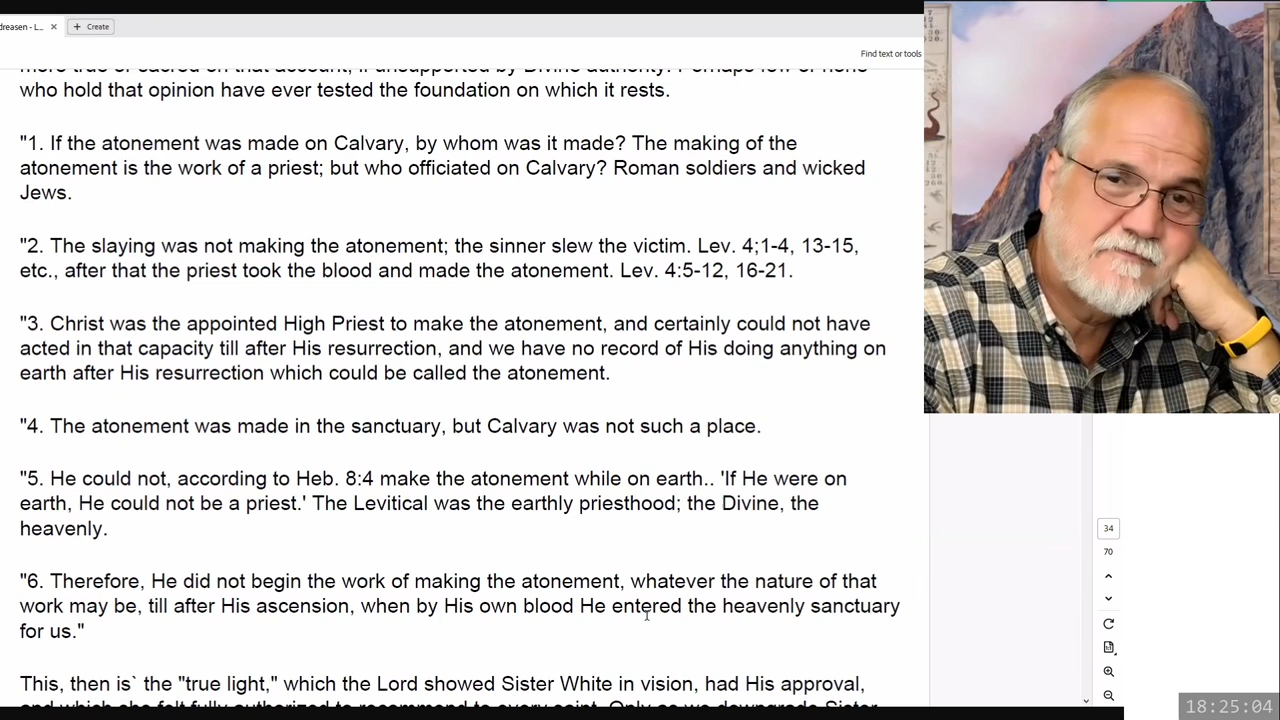 dreasen - L...
Create
Find text or tools
who hold that opinion have ever tested the foundation on which it rests.
"1. If the atonement was made on Calvary, by whom was it made? The making of the
atonement is the work of a priest; but who officiated on Calvary? Roman soldiers and wicked
Jews.
"2. The slaying was not making the atonement; the sinner slew the victim. Lev. 4;1-4, 13-15,
etc., after that the priest took the blood and made the atonement. Lev. 4:5-12, 16-21.
"3. Christ was the appointed High Priest to make the atonement, and certainly could not have
acted in that capacity till after His resurrection, and we have no record of His doing anything on
earth after His resurrection which could be called the atonement.
"4. The atonement was made in the sanctuary, but Calvary was not such a place.
"5. He could not, according to Heb. 8:4 make the atonement while on earth.. 'If He were on
earth, He could not be a priest.' The Levitical was the earthly priesthood; the Divine, the
heavenly.
"6. Therefore, He did not begin the work of making the atonement, whatever the nature of that
work may be, till after His ascension, when by His own blood He entered the heavenly sanctuary
for us."
This, then is` the "true light," which the Lord showed Sister White in vision, had His approval,
34
70
18:25:04